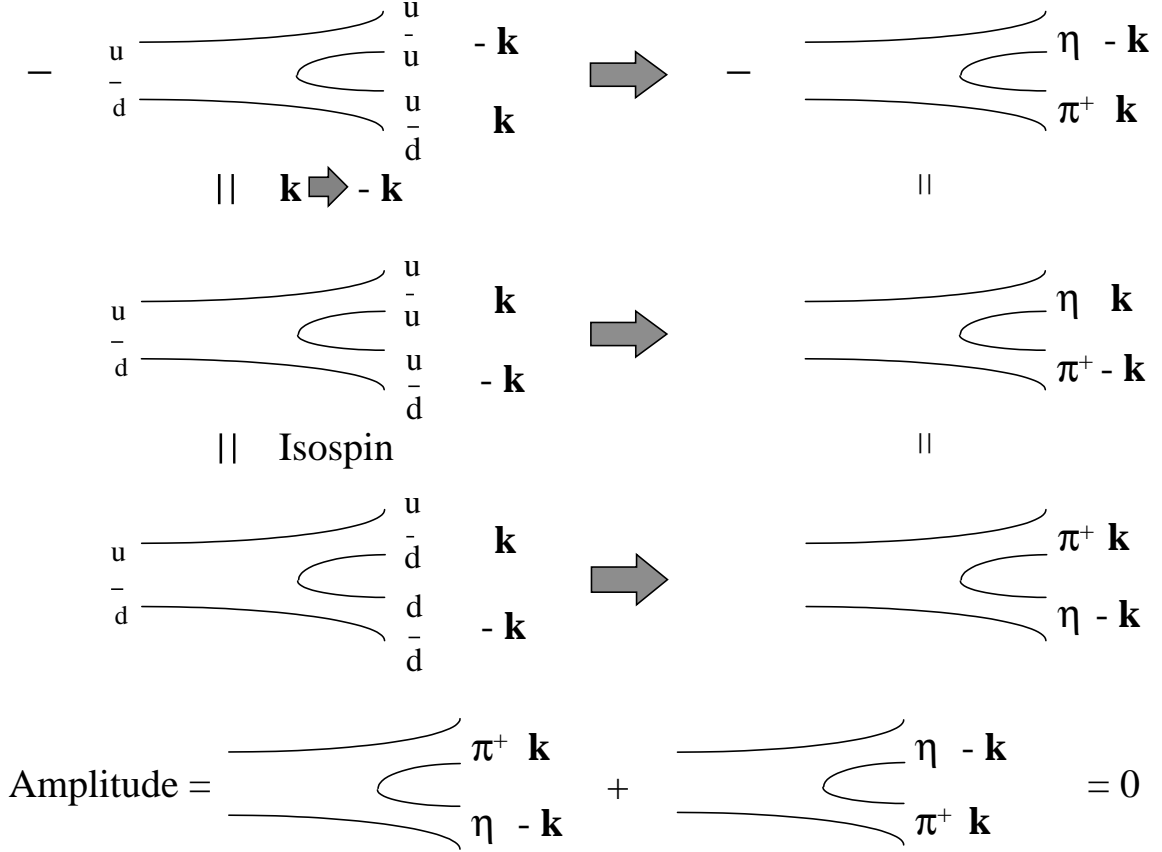 u
ū - k
− u d̄ u d̄ k − η - k π⁺ k
|| k - k ||
u
ū k
u d̄ u d̄ - k η k π⁺ - k
|| Isospin ||
u
d̄ k
u d̄ d d̄ - k π⁺ k η - k
Amplitude = π⁺ k η - k + η - k π⁺ k = 0